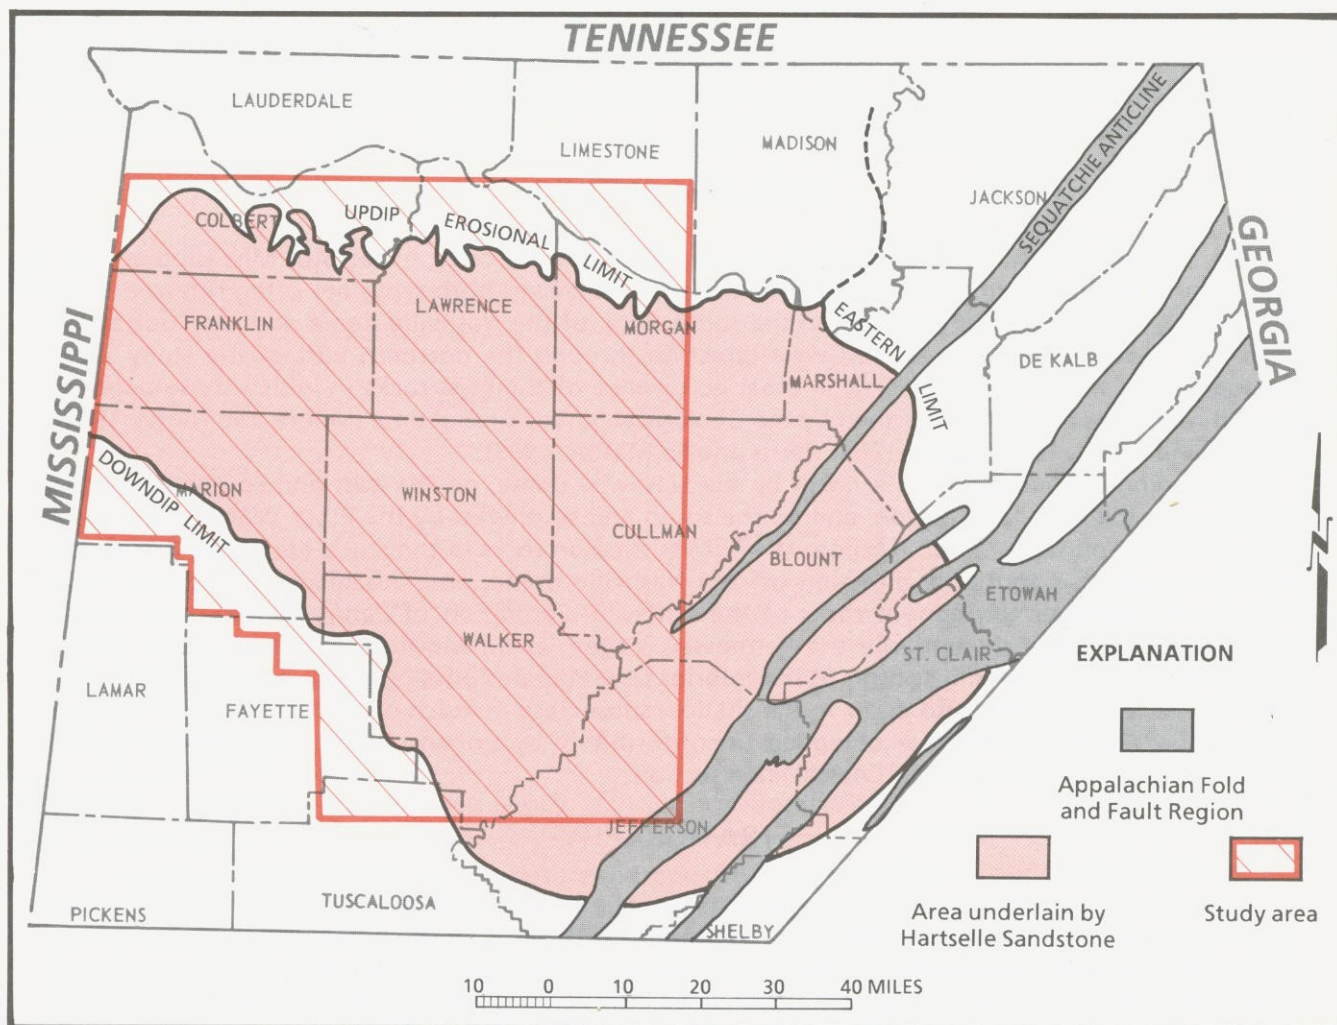 TENNESSEE
LAUDERDALE
LIMESTONE
MADISON
JACKSON
SEQUATCHIE ANTICLINE
GEORGIA
COLBERT
UPDIP
EROSIONAL
LIMIT
FRANKLIN
LAWRENCE
MORGAN
EASTERN
LIMIT
MARSHALL
DE KALB
MISSISSIPPI
DOWNDIP LIMIT
MARION
WINSTON
CULLMAN
BLOUNT
ETOWAH
WALKER
ST. CLAIR
LAMAR
FAYETTE
JEFFERSON
PICKENS
TUSCALOOSA
SHELBY
N
EXPLANATION
Appalachian Fold
and Fault Region
Area underlain by
Hartselle Sandstone
Study area
10 0 10 20 30 40 MILES